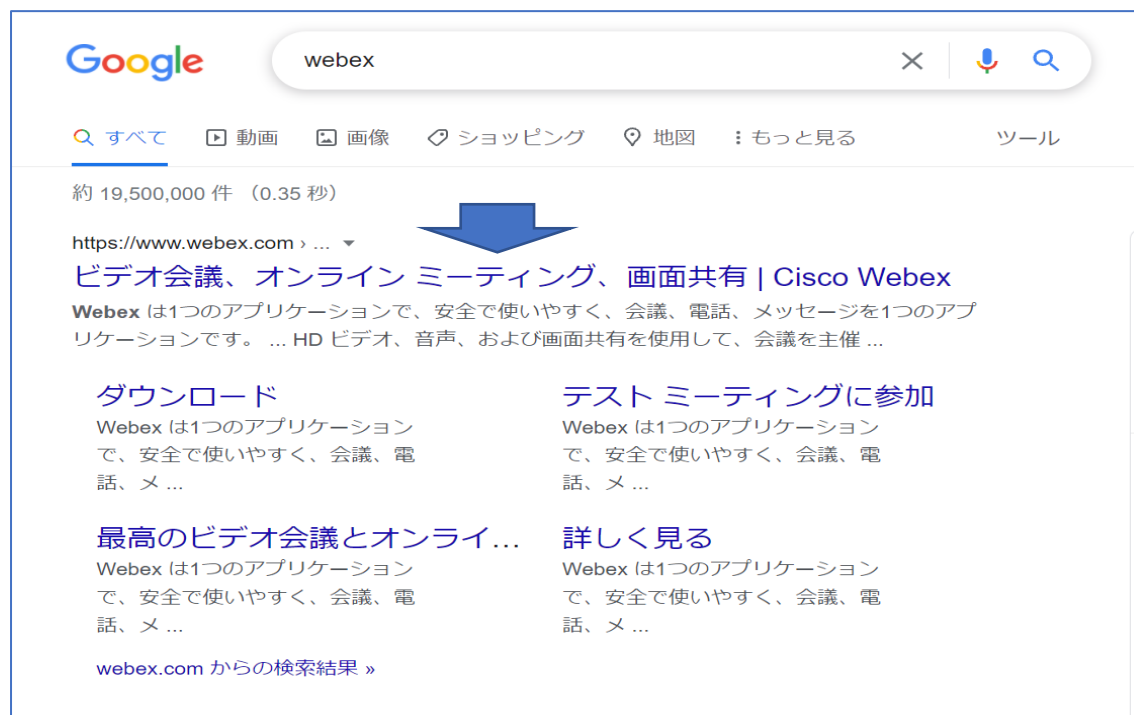 Google webex
すべて 動画 画像 ショッピング 地図 もっと見る ツール
約 19,500,000 件 （0.35 秒）
https://www.webex.com › ...
ビデオ会議、オンライン ミーティング、画面共有 | Cisco Webex
Webex は1つのアプリケーションで、安全で使いやすく、会議、電話、メッセージを1つのアプ
リケーションです。 ... HD ビデオ、音声、および画面共有を使用して、会議を主催 ...
ダウンロード
Webex は1つのアプリケーション
で、安全で使いやすく、会議、電
話、メ ...
テスト ミーティングに参加
Webex は1つのアプリケーション
で、安全で使いやすく、会議、電
話、メ ...
最高のビデオ会議とオンライ...
Webex は1つのアプリケーション
で、安全で使いやすく、会議、電
話、メ ...
詳しく見る
Webex は1つのアプリケーション
で、安全で使いやすく、会議、電
話、メ ...
webex.com からの検索結果 »